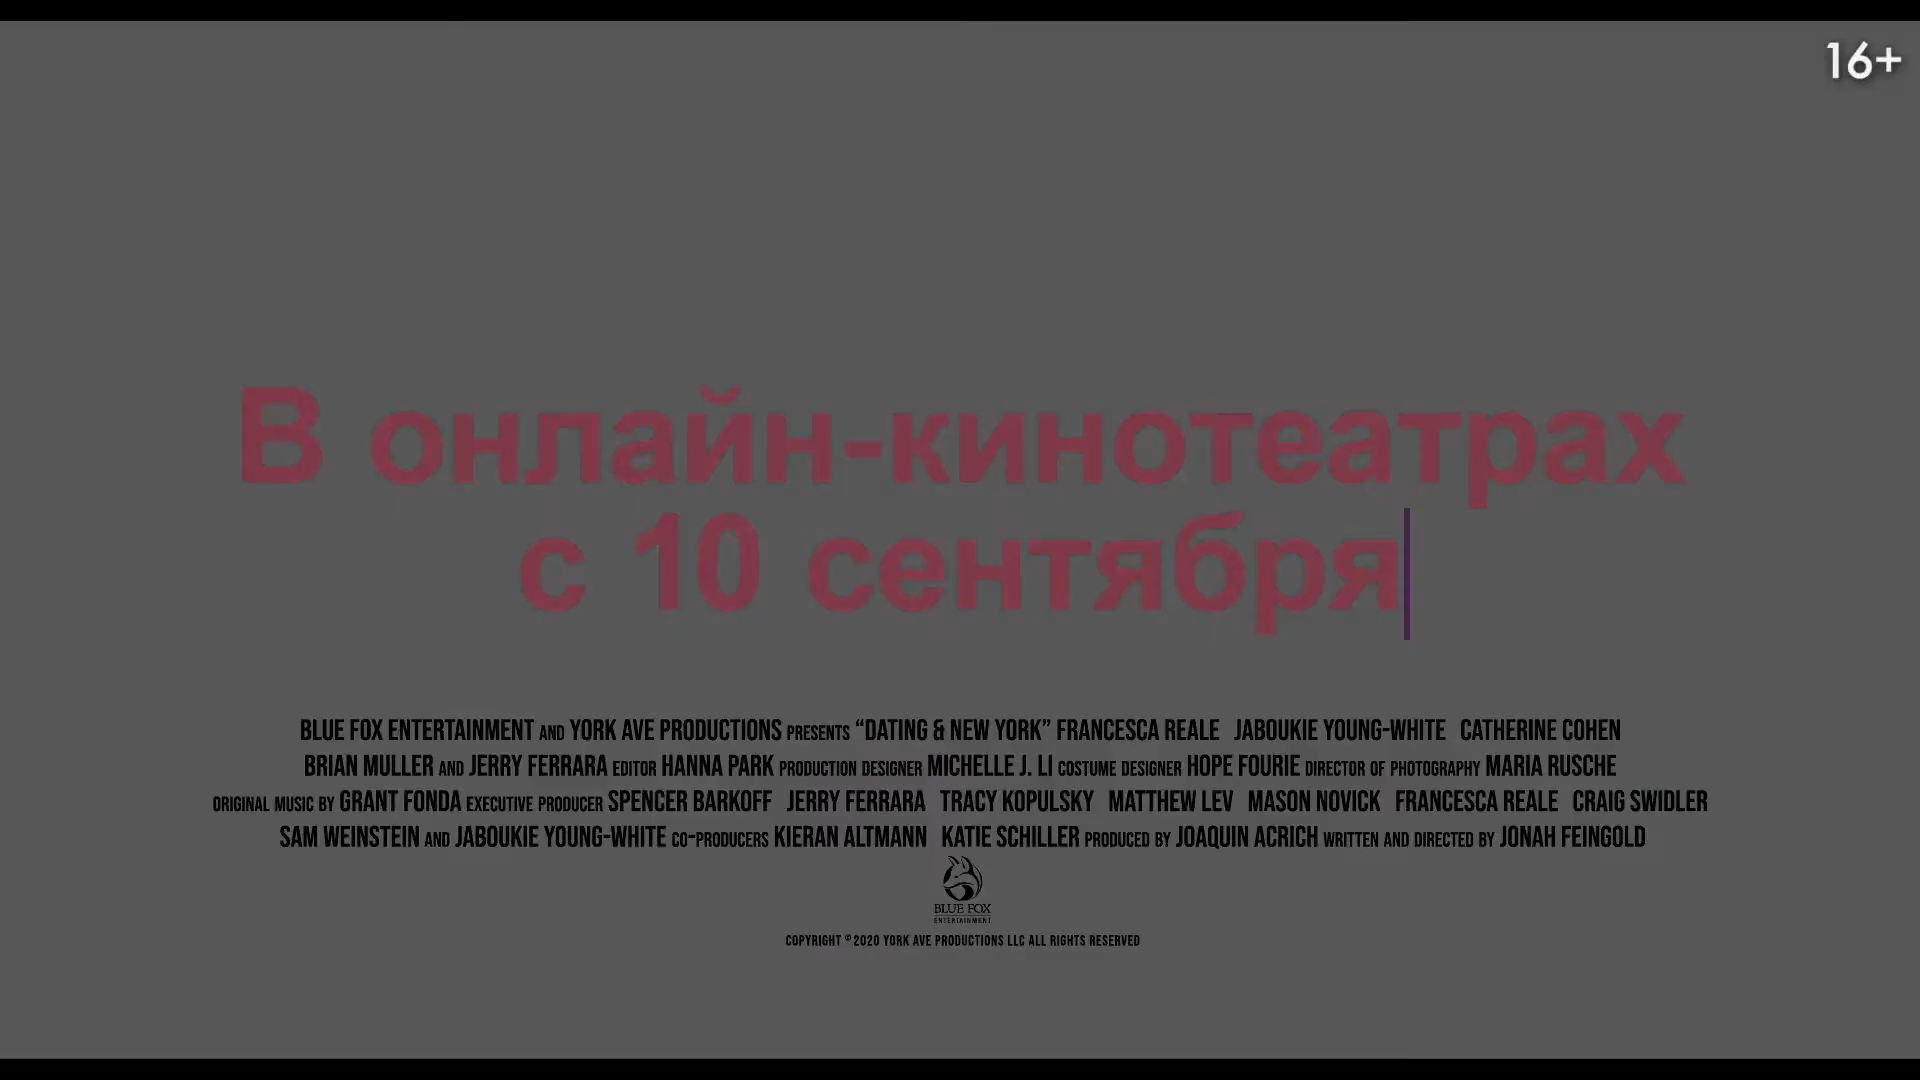 16+
В онлайн-кинотеатрах
с 10 сентября
BLUE FOX ENTERTAINMENT AND YORK AVE PRODUCTIONS PRESENTS “DATING & NEW YORK” FRANCESCA REALE JABOUKIE YOUNG-WHITE CATHERINE COHEN
BRIAN MULLER AND JERRY FERRARA EDITOR HANNA PARK PRODUCTION DESIGNER MICHELLE J. LI COSTUME DESIGNER HOPE FOURIE DIRECTOR OF PHOTOGRAPHY MARIA RUSCHE
ORIGINAL MUSIC BY GRANT FONDA EXECUTIVE PRODUCER SPENCER BARKOFF JERRY FERRARA TRACY KOPULSKY MATTHEW LEV MASON NOVICK FRANCESCA REALE CRAIG SWIDLER
SAM WEINSTEIN AND JABOUKIE YOUNG-WHITE CO-PRODUCERS KIERAN ALTMANN KATIE SCHILLER PRODUCED BY JOAQUIN ACRICH WRITTEN AND DIRECTED BY JONAH FEINGOLD
BLUE FOX
ENTERTAINMENT
COPYRIGHT ©2020 YORK AVE PRODUCTIONS LLC ALL RIGHTS RESERVED